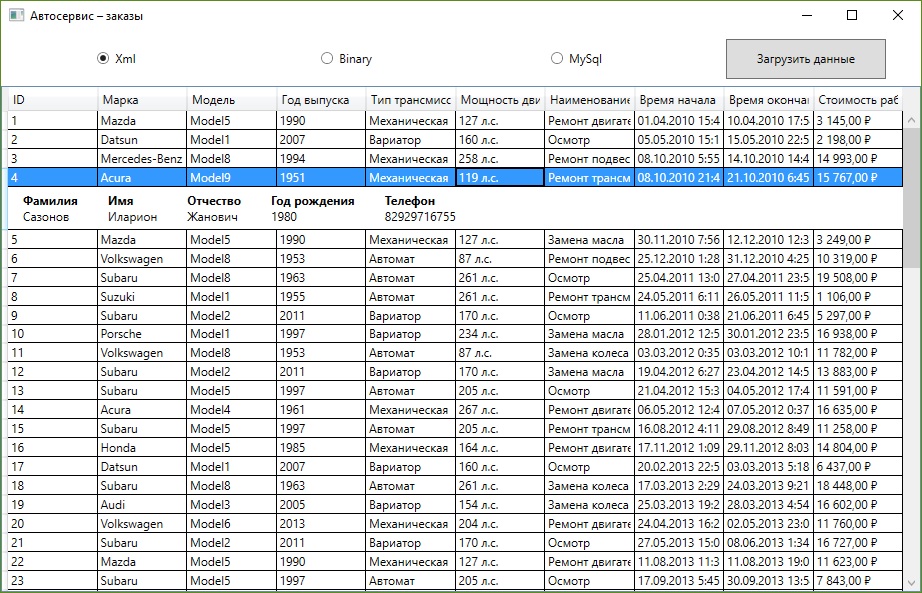 Автосервис – заказы
Xml Binary MySql Загрузить данные
ID Марка Модель Год выпуска Тип трансмисс Мощность дви Наименование Время начала Время окончан Стоимость раб
1 Mazda Model5 1990 Механическая 127 л.с. Ремонт двигате 01.04.2010 15:4 10.04.2010 17:5 3 145,00 ₽
2 Datsun Model1 2007 Вариатор 160 л.с. Осмотр 05.05.2010 15:1 15.05.2010 22:5 2 198,00 ₽
3 Mercedes-Benz Model8 1994 Механическая 258 л.с. Ремонт подвес 08.10.2010 5:55 14.10.2010 14:4 14 993,00 ₽
4 Acura Model9 1951 Механическая 119 л.с. Ремонт трансм 08.10.2010 21:4 21.10.2010 6:45 15 767,00 ₽
Фамилия Имя Отчество Год рождения Телефон
Сазонов Иларион Жанович 1980 82929716755
5 Mazda Model5 1990 Механическая 127 л.с. Замена масла 30.11.2010 7:56 12.12.2010 12:3 3 249,00 ₽
6 Volkswagen Model8 1953 Автомат 87 л.с. Ремонт подвес 25.12.2010 1:28 31.12.2010 4:25 10 319,00 ₽
7 Subaru Model8 1963 Автомат 261 л.с. Осмотр 25.04.2011 13:0 27.04.2011 23:5 19 508,00 ₽
8 Suzuki Model1 1955 Автомат 261 л.с. Ремонт трансм 24.05.2011 6:11 26.05.2011 11:5 1 106,00 ₽
9 Subaru Model2 2011 Вариатор 170 л.с. Осмотр 11.06.2011 0:38 21.06.2011 6:45 5 297,00 ₽
10 Porsche Model1 1997 Вариатор 234 л.с. Замена масла 28.01.2012 12:5 30.01.2012 23:5 16 938,00 ₽
11 Volkswagen Model8 1953 Автомат 87 л.с. Замена колеса 03.03.2012 0:35 03.03.2012 10:1 11 782,00 ₽
12 Subaru Model2 2011 Вариатор 170 л.с. Замена масла 19.04.2012 6:27 23.04.2012 14:5 13 883,00 ₽
13 Subaru Model5 1997 Автомат 205 л.с. Осмотр 21.04.2012 15:3 04.05.2012 17:4 11 591,00 ₽
14 Acura Model4 1961 Механическая 267 л.с. Ремонт двигате 06.05.2012 12:4 07.05.2012 0:37 16 635,00 ₽
15 Subaru Model5 1997 Автомат 205 л.с. Ремонт трансм 16.08.2012 4:11 29.08.2012 8:49 11 258,00 ₽
16 Honda Model5 1985 Механическая 164 л.с. Ремонт двигате 17.11.2012 1:09 29.11.2012 8:03 14 804,00 ₽
17 Datsun Model1 2007 Вариатор 160 л.с. Осмотр 20.02.2013 22:5 03.03.2013 5:18 6 437,00 ₽
18 Subaru Model8 1963 Автомат 261 л.с. Замена колеса 17.03.2013 2:29 24.03.2013 9:21 18 448,00 ₽
19 Audi Model3 2005 Вариатор 154 л.с. Замена колеса 25.03.2013 19:2 28.03.2013 4:54 16 602,00 ₽
20 Volkswagen Model6 2013 Механическая 204 л.с. Ремонт двигате 24.04.2013 16:2 02.05.2013 23:0 11 760,00 ₽
21 Subaru Model2 2011 Вариатор 170 л.с. Осмотр 27.05.2013 15:0 08.06.2013 1:34 16 727,00 ₽
22 Mazda Model5 1990 Механическая 127 л.с. Ремонт двигате 11.08.2013 11:3 11.08.2013 19:0 11 623,00 ₽
23 Subaru Model5 1997 Автомат 205 л.с. Осмотр 17.09.2013 5:45 30.09.2013 13:5 7 843,00 ₽